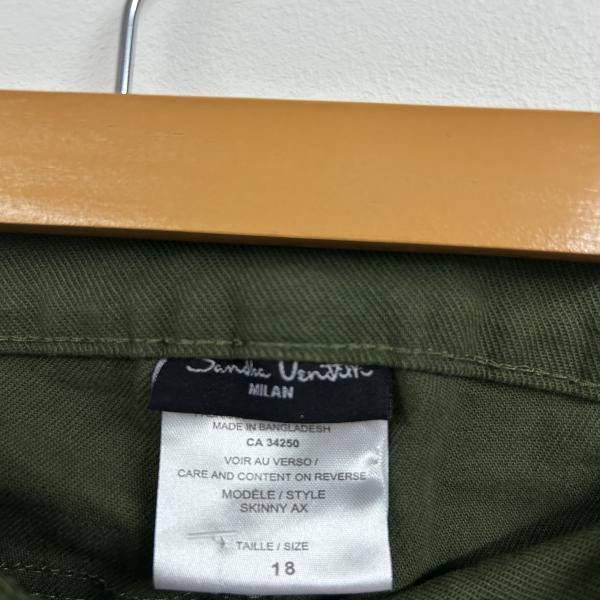 Sandra Ventim
MILAN
MADE IN BANGLADESH
CA 34250
VOIR AU VERSO /
CARE AND CONTENT ON REVERSE
MODÈLE / STYLE
SKINNY AX
TAILLE / SIZE
18